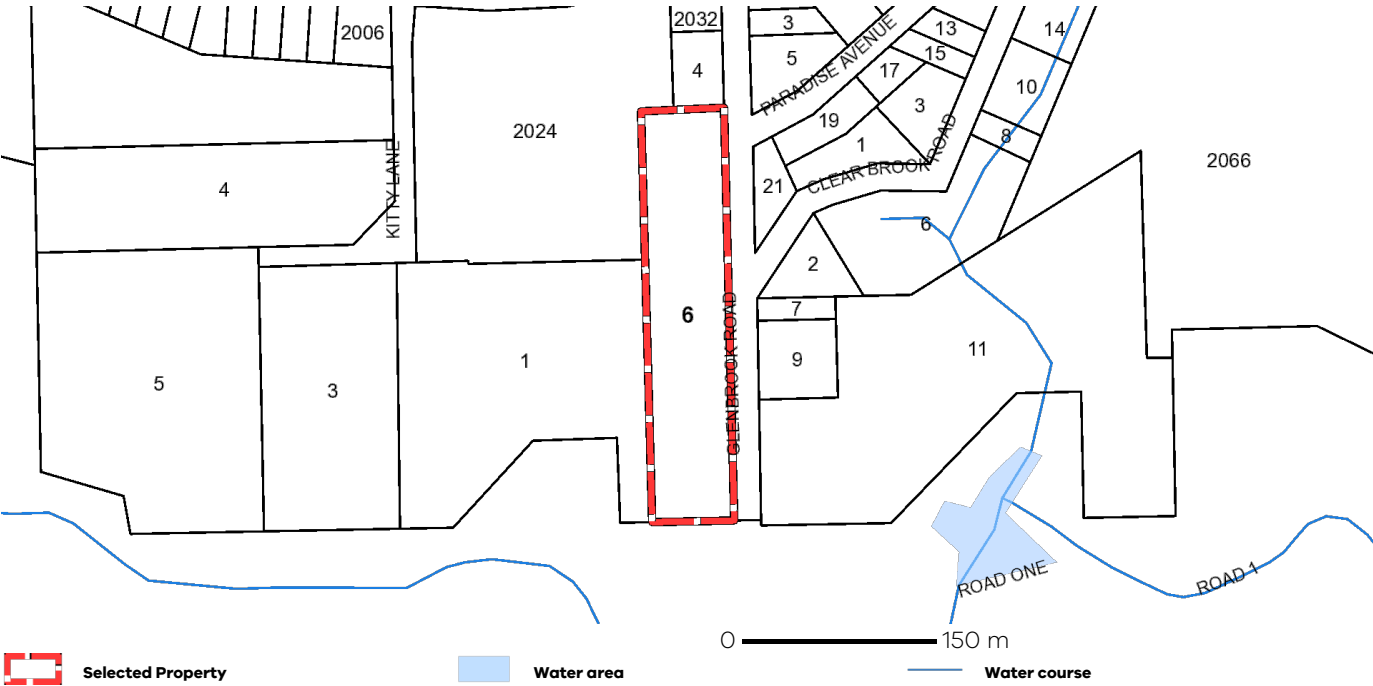 2006
2032
3
13
14
15
5
4
17
10
2024
19
3
8
1
2066
PARADISE AVENUE
4
KITTY LANE
21
CLEAR BROOK ROAD
6
2
7
6
GLENBROOK ROAD
9
11
5
3
1
ROAD ONE
ROAD 1
0 150 m
Selected Property
Water area
Water course